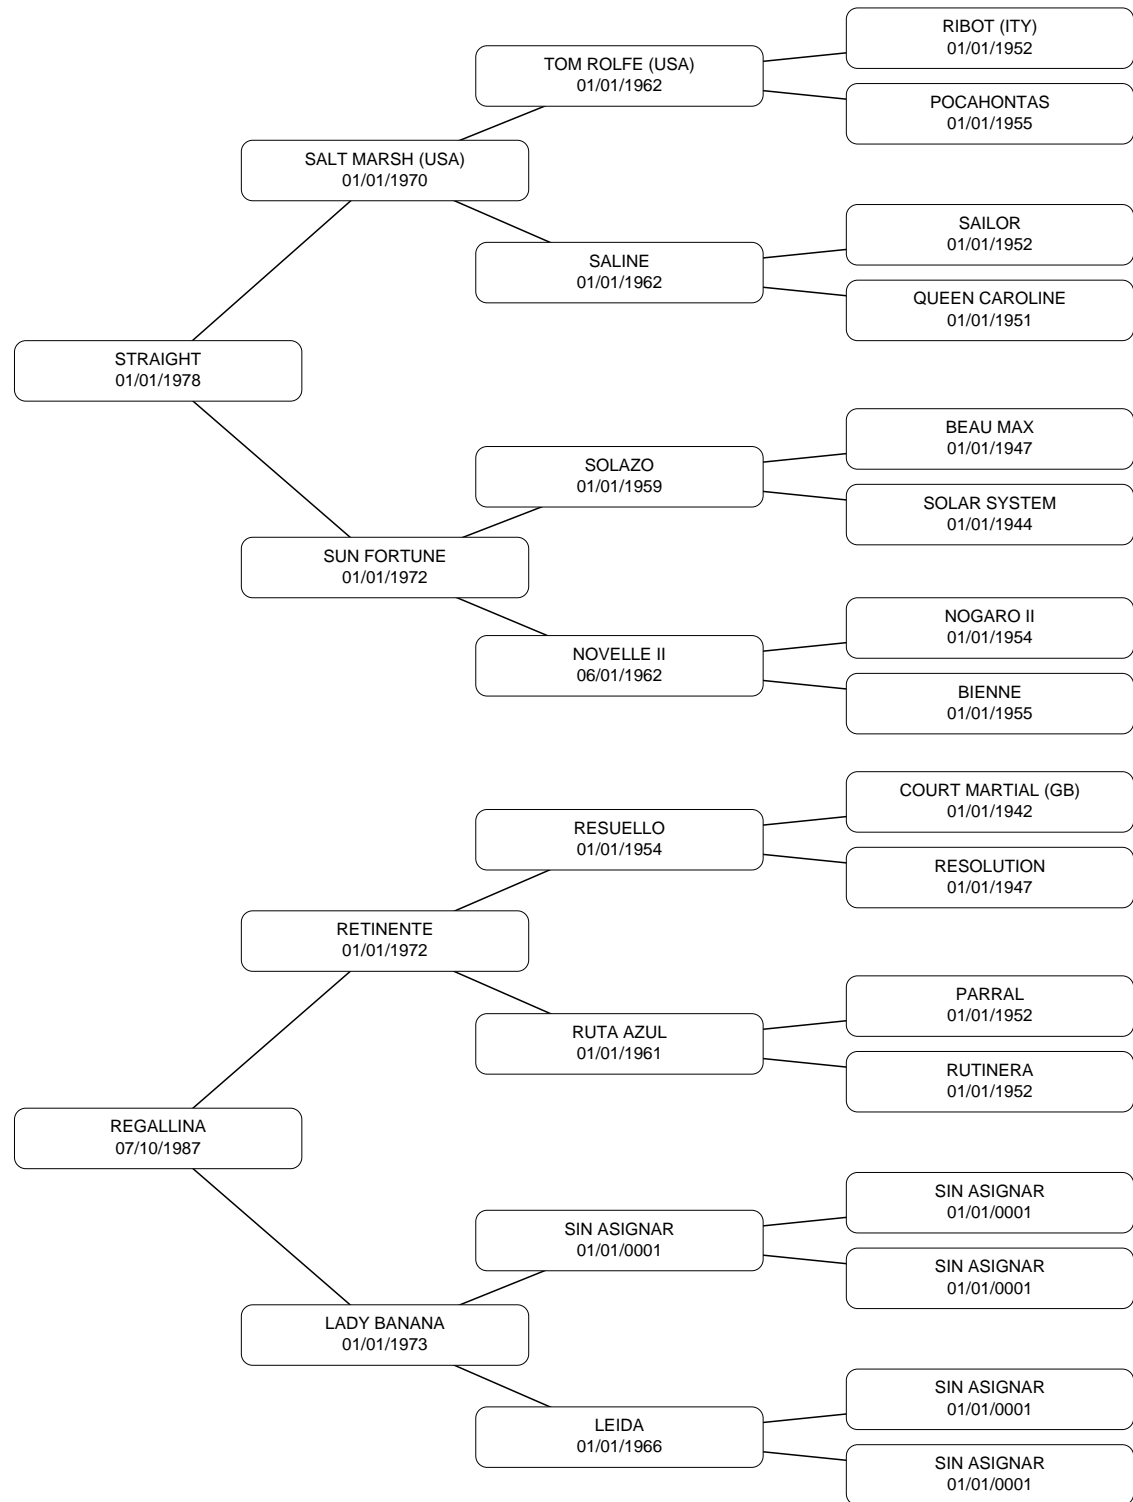 RIBOT (ITY)
01/01/1952
TOM ROLFE (USA)
01/01/1962
POCAHONTAS
01/01/1955
SALT MARSH (USA)
01/01/1970
SAILOR
01/01/1952
SALINE
01/01/1962
QUEEN CAROLINE
01/01/1951
STRAIGHT
01/01/1978
BEAU MAX
01/01/1947
SOLAZO
01/01/1959
SOLAR SYSTEM
01/01/1944
SUN FORTUNE
01/01/1972
NOGARO II
01/01/1954
NOVELLE II
06/01/1962
BIENNE
01/01/1955
COURT MARTIAL (GB)
01/01/1942
RESUELLO
01/01/1954
RESOLUTION
01/01/1947
RETINENTE
01/01/1972
PARRAL
01/01/1952
RUTA AZUL
01/01/1961
RUTINERA
01/01/1952
REGALLINA
07/10/1987
SIN ASIGNAR
01/01/0001
SIN ASIGNAR
01/01/0001
SIN ASIGNAR
01/01/0001
LADY BANANA
01/01/1973
SIN ASIGNAR
01/01/0001
LEIDA
01/01/1966
SIN ASIGNAR
01/01/0001